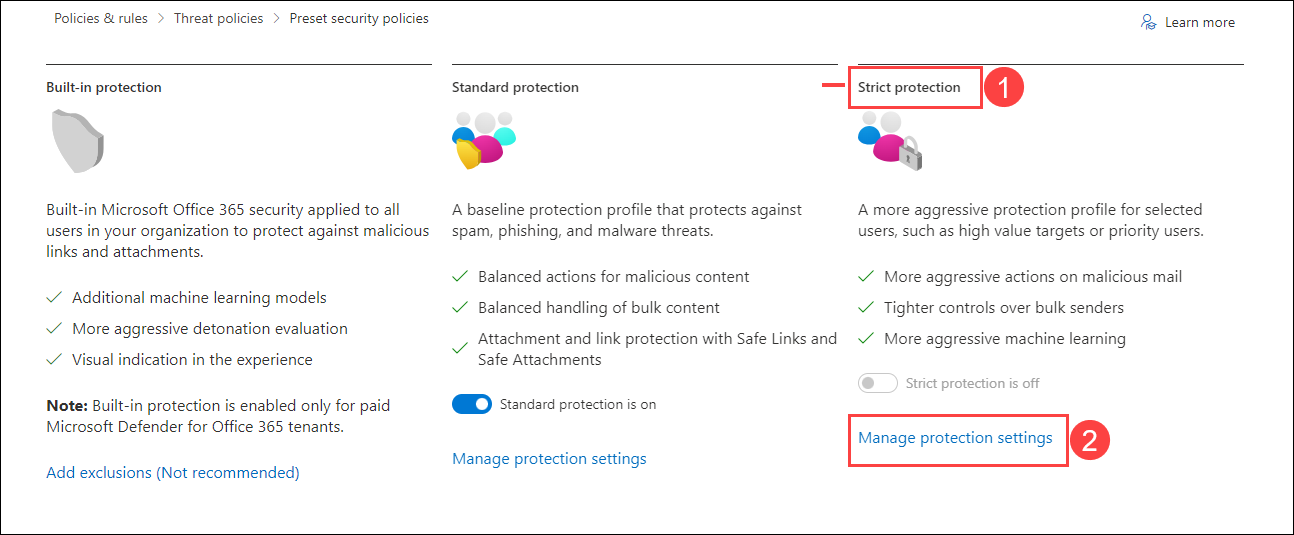 Policies & rules > Threat policies > Preset security policies
Learn more
Built-in protection
Built-in Microsoft Office 365 security applied to all
users in your organization to protect against malicious
links and attachments.
Additional machine learning models
More aggressive detonation evaluation
Visual indication in the experience
Note: Built-in protection is enabled only for paid
Microsoft Defender for Office 365 tenants.
Add exclusions (Not recommended)
Standard protection
A baseline protection profile that protects against
spam, phishing, and malware threats.
Balanced actions for malicious content
Balanced handling of bulk content
Attachment and link protection with Safe Links and
Safe Attachments
Standard protection is on
Manage protection settings
Strict protection
1
A more aggressive protection profile for selected
users, such as high value targets or priority users.
More aggressive actions on malicious mail
Tighter controls over bulk senders
More aggressive machine learning
Strict protection is off
Manage protection settings
2